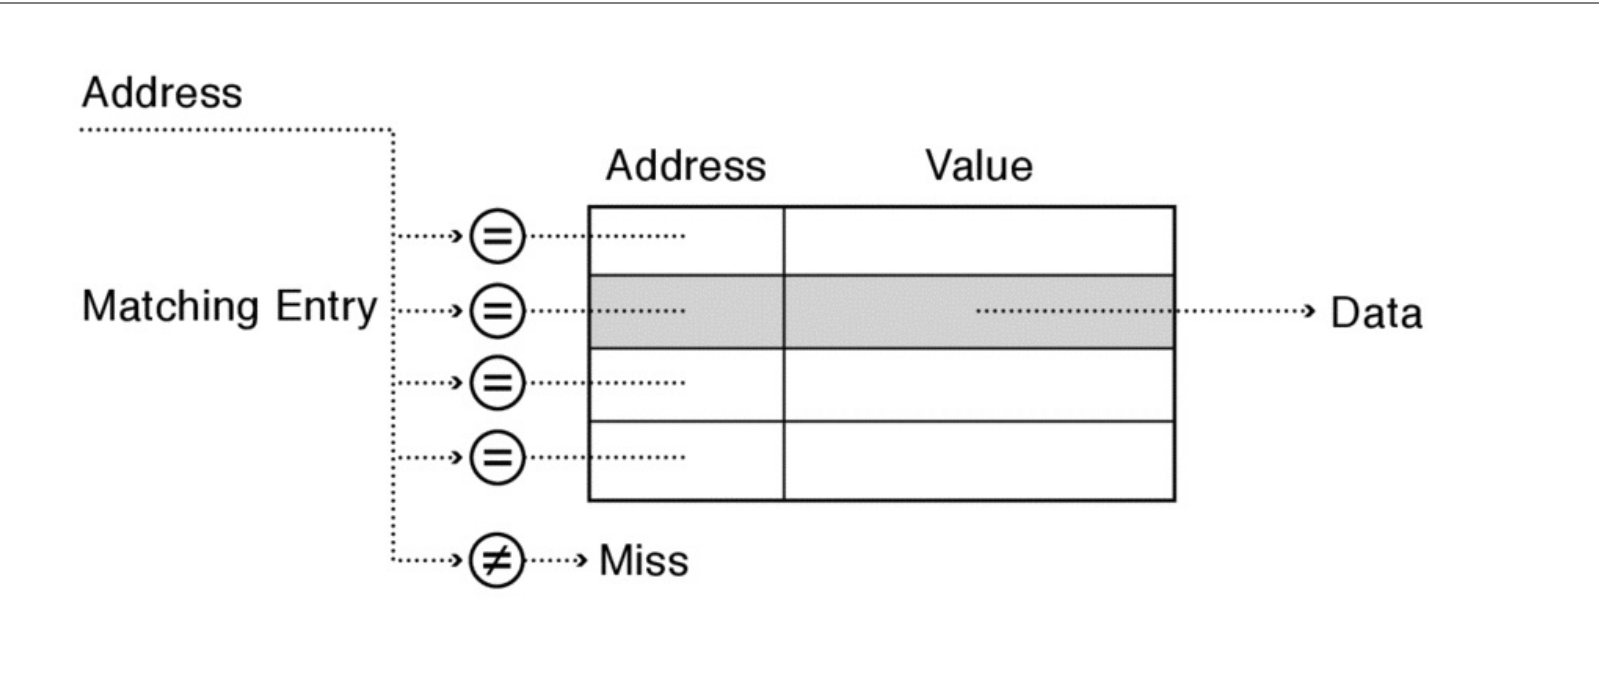 Address
Address Value
=
Matching Entry = Data
=
=
≠ Miss